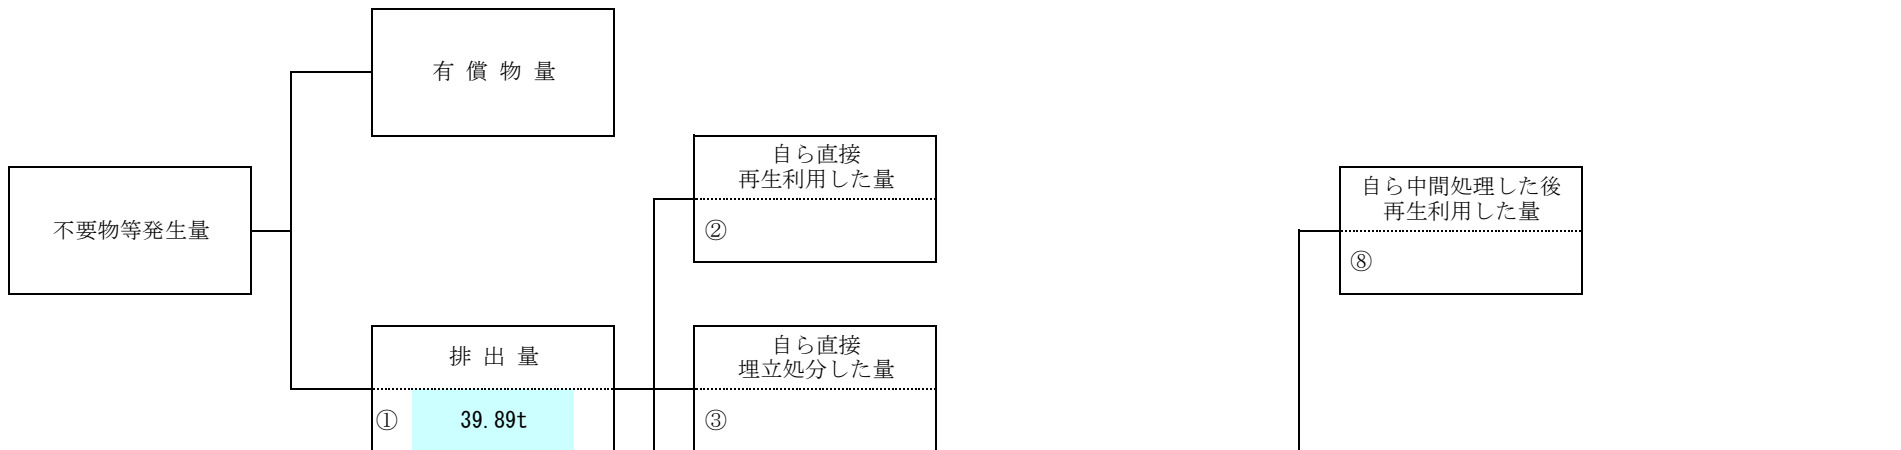 有 償 物 量
自ら直接
再生利用した量
②
自ら中間処理した後
再生利用した量
⑧
不要物等発生量
排 出 量
① 39.89t
自ら直接
埋立処分した量
③